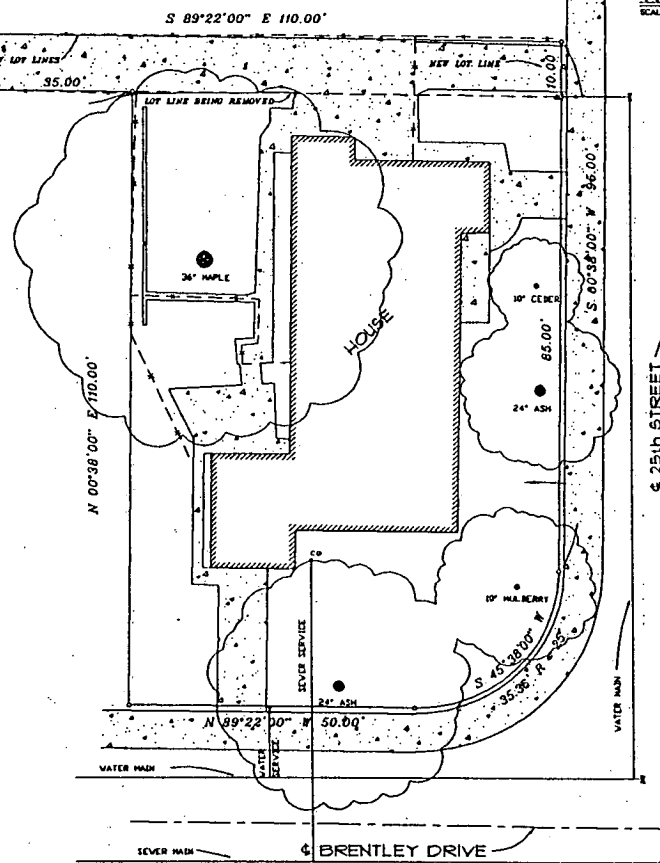 S 89°22'00" E 110.00'
SCAL
LOT LINES
NEW LOT LINE
35.00'
LOT LINE BEING REMOVED
10.00'
S 80°38'00" W 96.00'
36" MAPLE
10" CEDER
HOUSE
85.00'
24" ASH
₵ 25th STREET
N 00°38'00" E 110.00'
CO
10" MULBERRY
SEWER SERVICE
S 45°38'00" W
35.36' R = 25'
24" ASH
WATER MAIN
N 89°22'00" W 50.00'
WATER SERVICE
WATER MAIN
₵ BRENTLEY DRIVE
SEWER MAIN